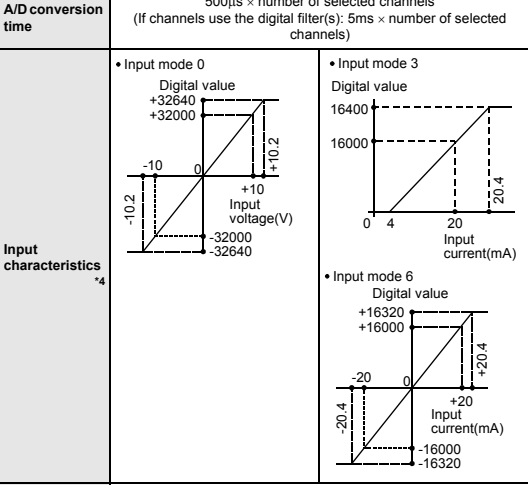 A/D conversion time
500µs × number of selected channels
(If channels use the digital filter(s): 5ms × number of selected
channels)
Input characteristics *4
• Input mode 0
Digital value
+32640
+32000
-10
0
+10.2
-10.2
+10
Input
voltage(V)
-32000
-32640
• Input mode 3
Digital value
16400
16000
20.4
0 4 20
Input
current(mA)
• Input mode 6
Digital value
+16320
+16000
-20
0
+20.4
-20.4
+20
Input
current(mA)
-16000
-16320